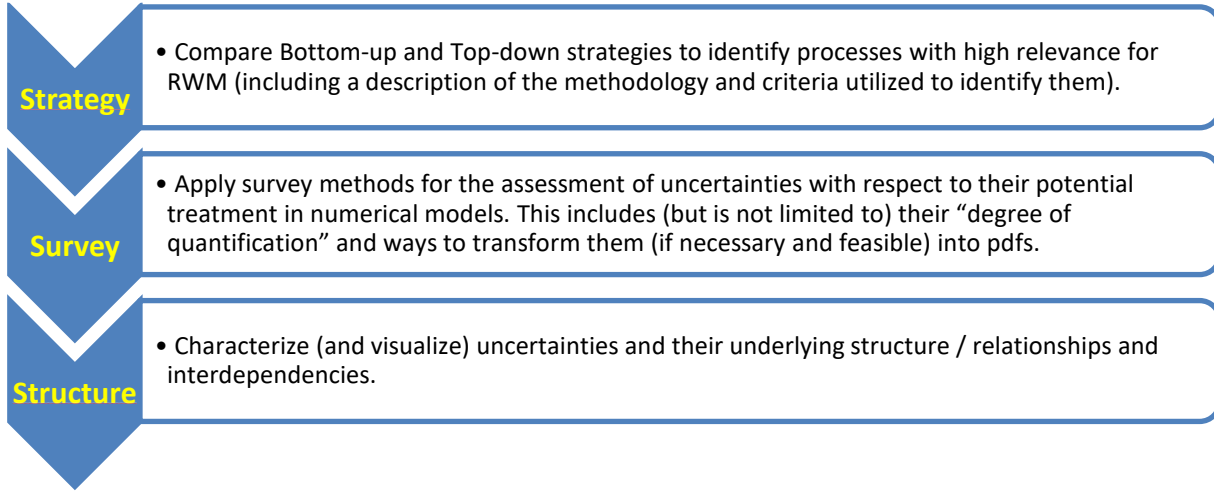 Strategy
• Compare Bottom-up and Top-down strategies to identify processes with high relevance for
RWM (including a description of the methodology and criteria utilized to identify them).
Survey
• Apply survey methods for the assessment of uncertainties with respect to their potential
treatment in numerical models. This includes (but is not limited to) their “degree of
quantification” and ways to transform them (if necessary and feasible) into pdfs.
Structure
• Characterize (and visualize) uncertainties and their underlying structure / relationships and
interdependencies.